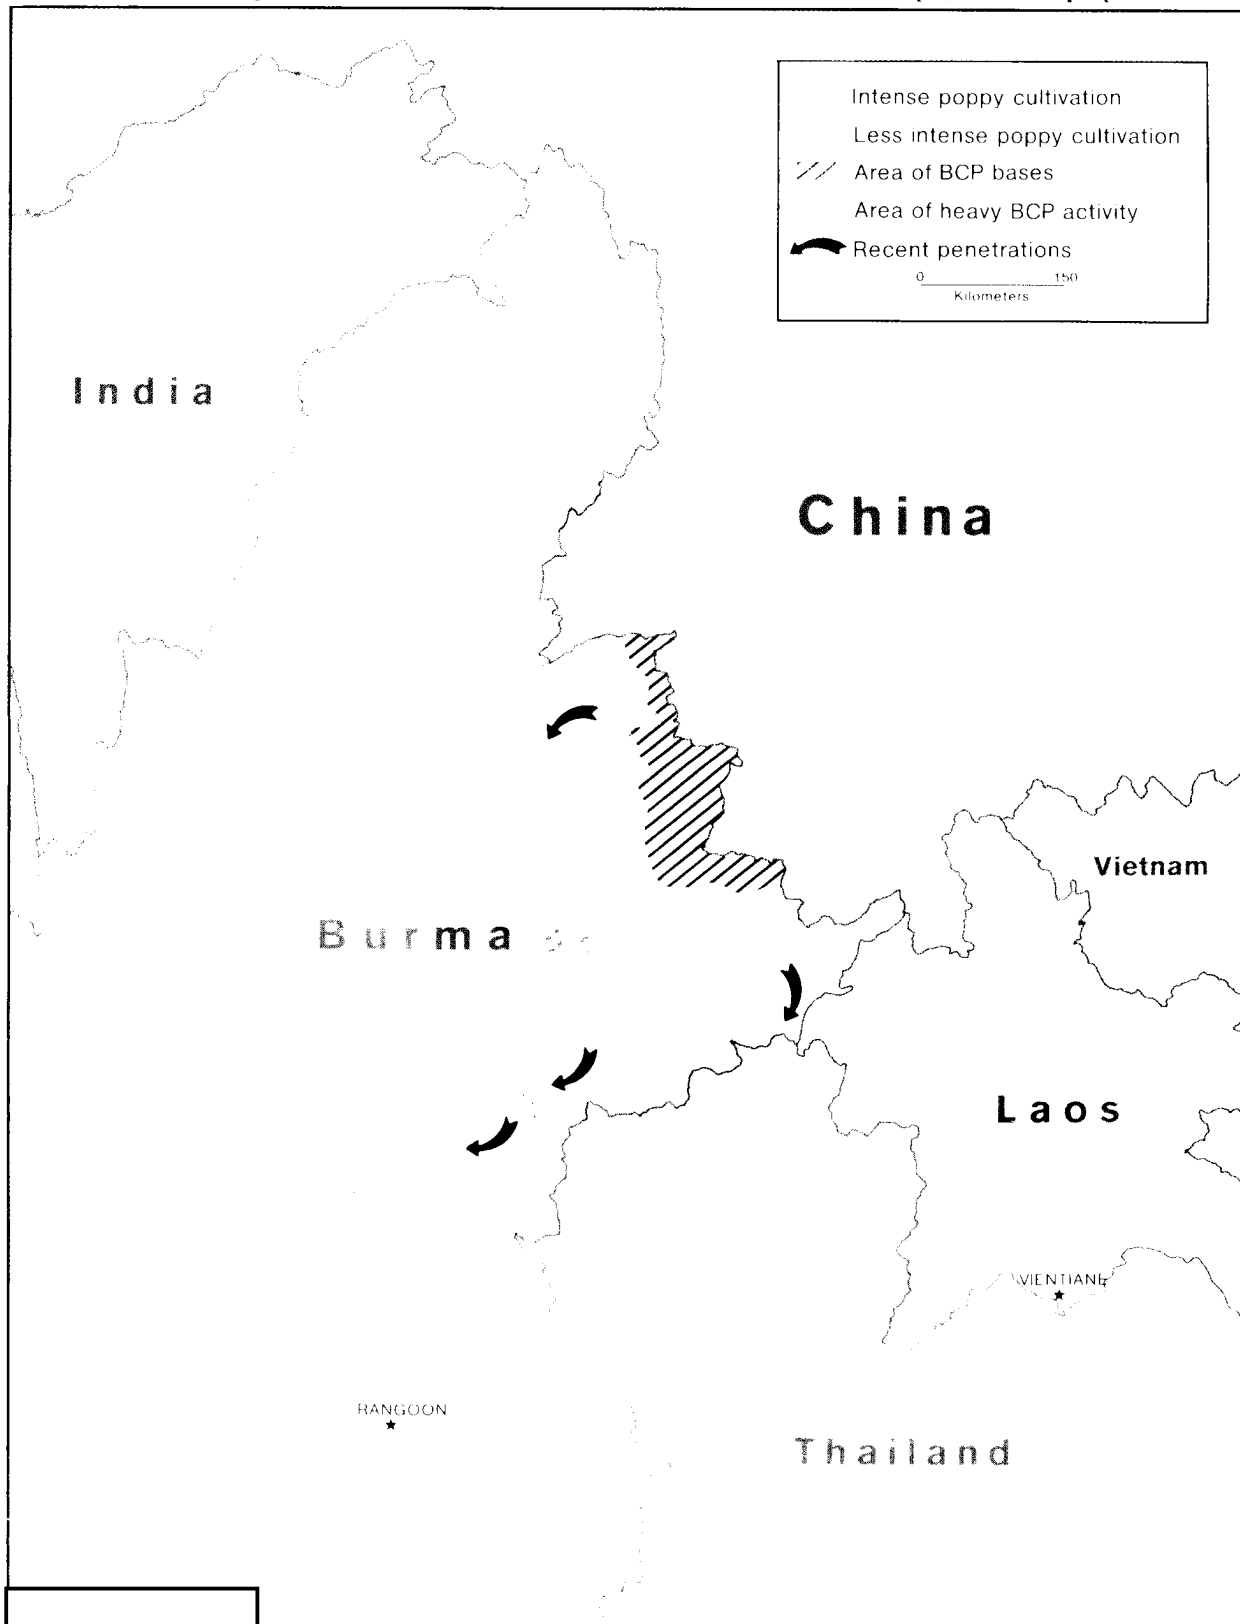 Intense poppy cultivation
Less intense poppy cultivation
Area of BCP bases
Area of heavy BCP activity
Recent penetrations
0 150
Kilometers
India
China
Vietnam
Burma
Laos
VIENTIANE
RANGOON
Thailand